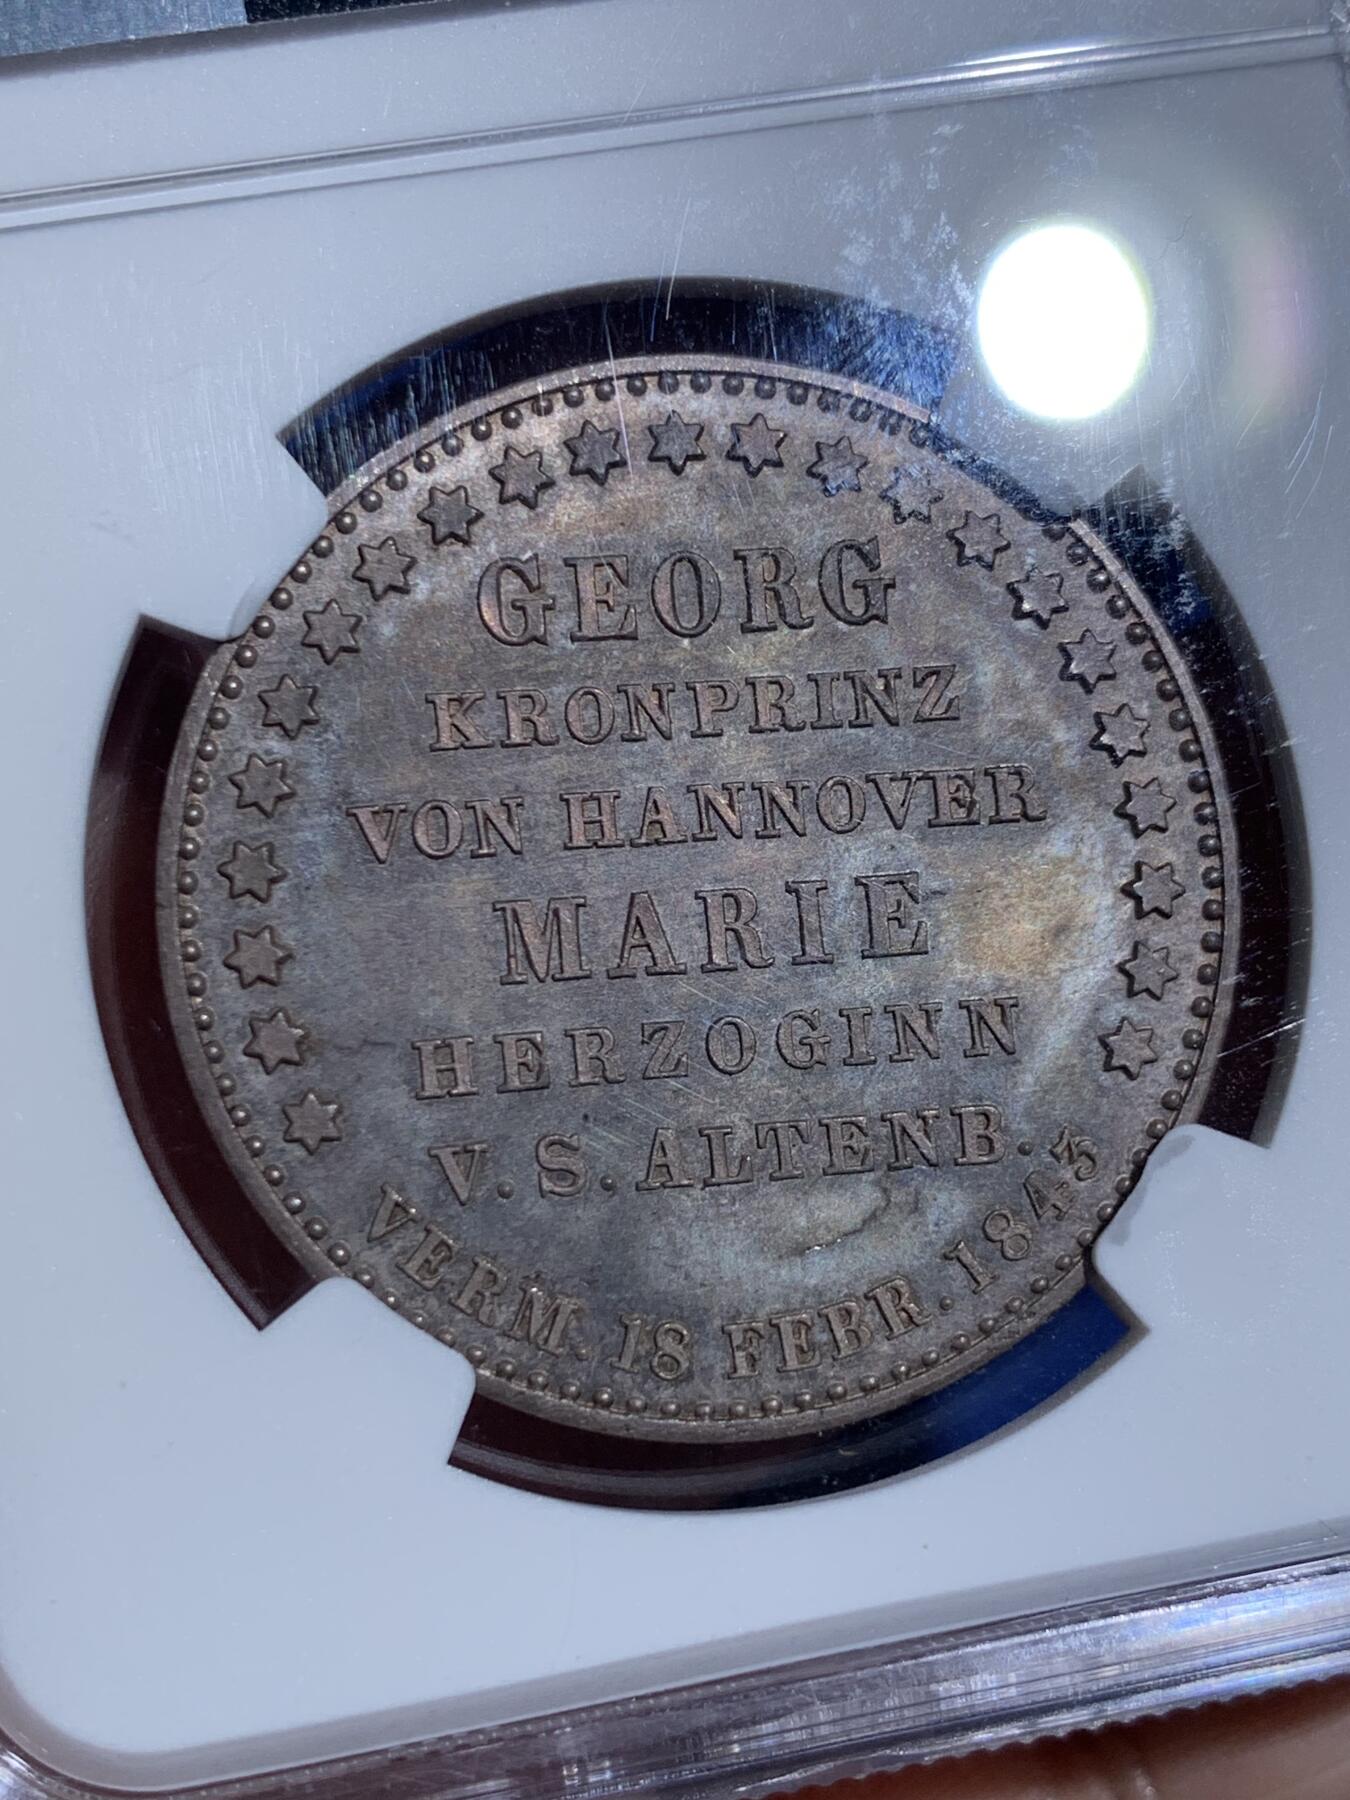 GEORG
KRONPRINZ
VON HANNOVER
MARIE
HERZOGINN
V. S. ALTENB.
VERM. 18 FEBR. 1843